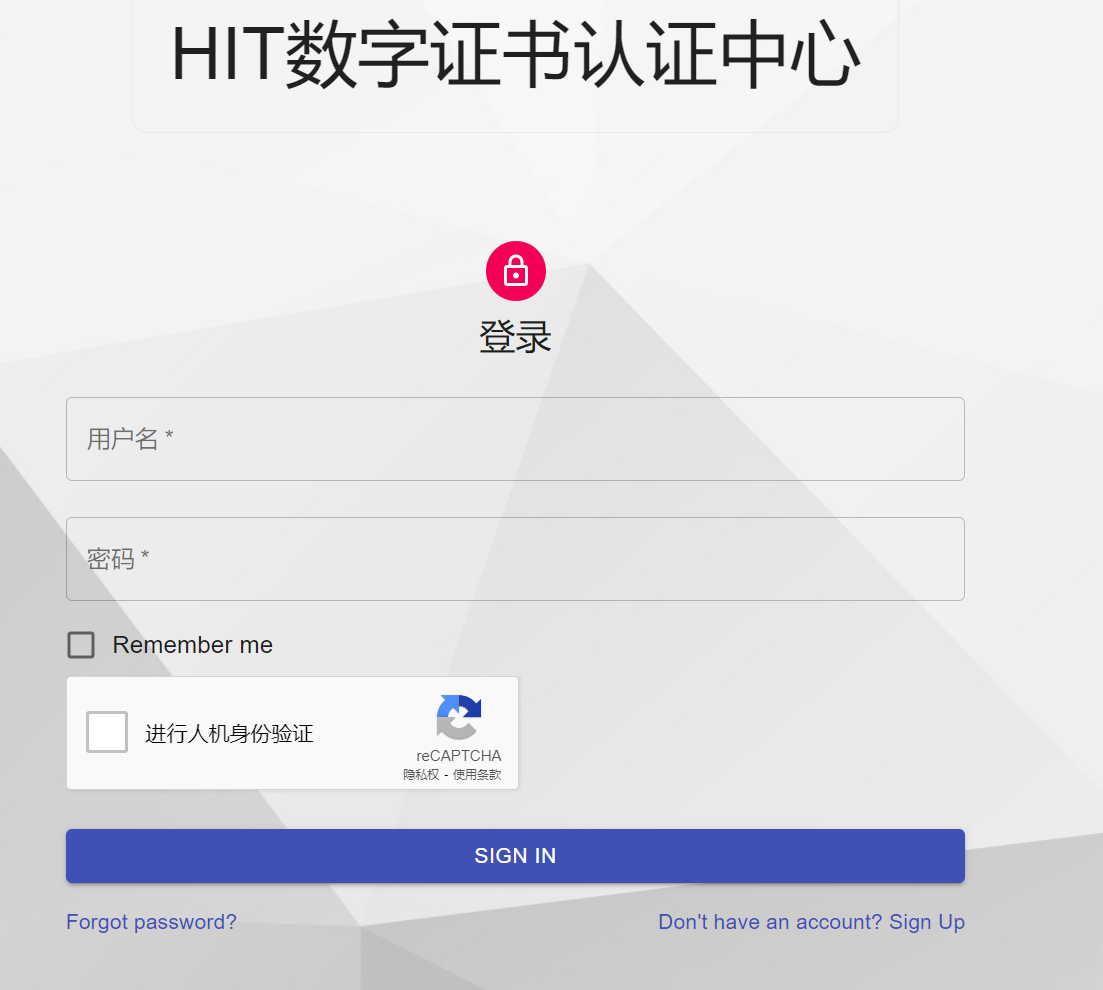 HIT数字证书认证中心
登录
用户名 *
密码 *
Remember me
进行人机身份验证
reCAPTCHA
隐私权 - 使用条款
SIGN IN
Forgot password?
Don't have an account? Sign Up